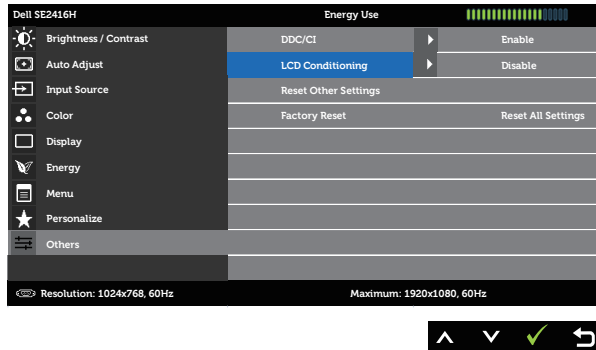 Dell SE2416H Energy Use
Brightness / Contrast DDC/CI Enable
Auto Adjust LCD Conditioning Disable
Input Source Reset Other Settings
Color Factory Reset Reset All Settings
Display
Energy
Menu
Personalize
Others
Resolution: 1024x768, 60Hz Maximum: 1920x1080, 60Hz